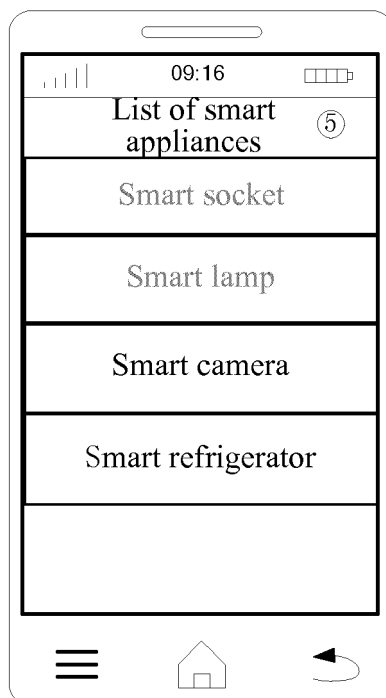 09:16
List of smart
appliances
⑤
Smart socket
Smart lamp
Smart camera
Smart refrigerator